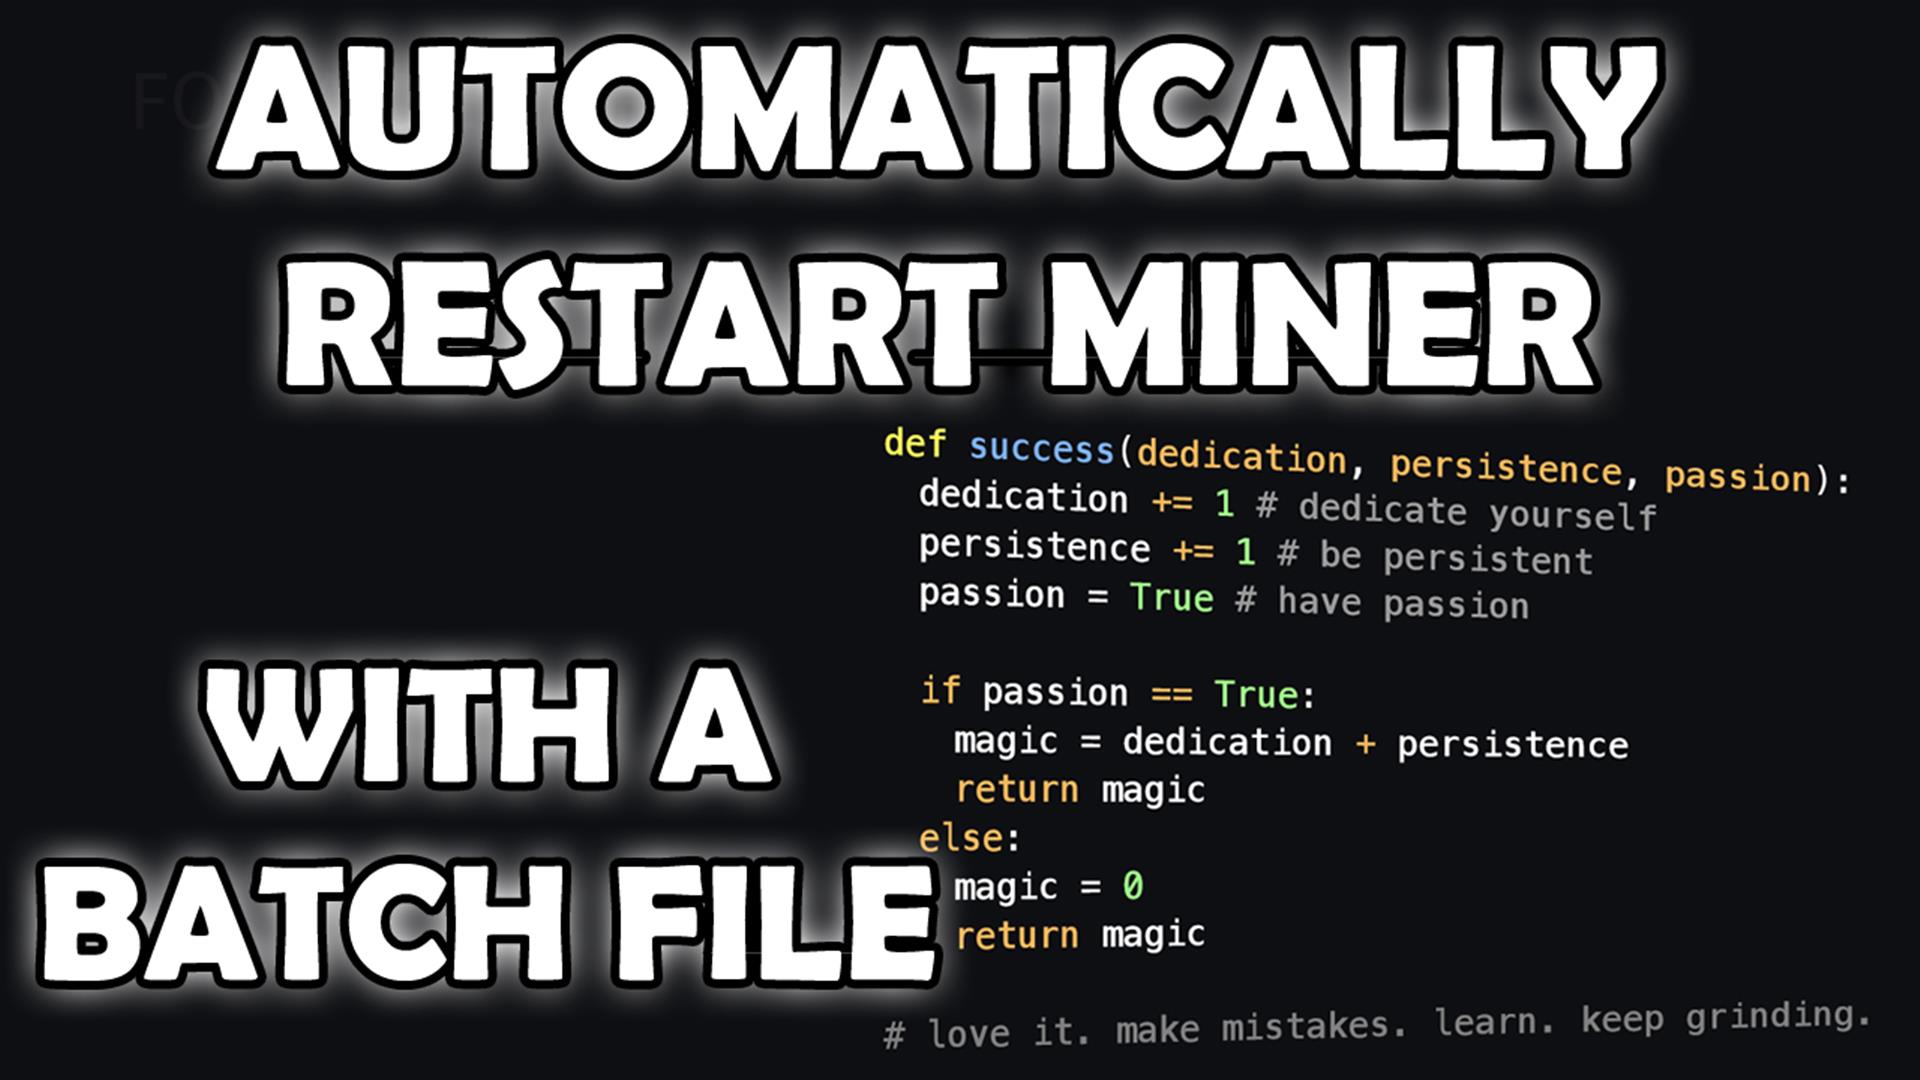 AUTOMATICALLY
RESTART MINER
def success(dedication, persistence, passion):
dedication += 1 # dedicate yourself
persistence += 1 # be persistent
passion = True # have passion
if passion == True:
magic = dedication + persistence
return magic
else:
magic = 0
return magic
WITH A
BATCH FILE
# love it. make mistakes. learn. keep grinding.